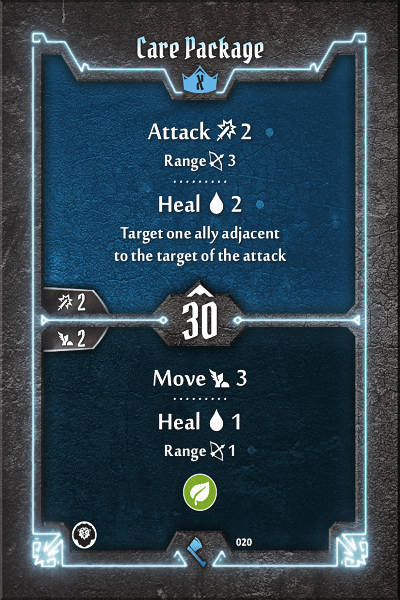 Care Package
X
Attack 2
Range 3
Heal 2
Target one ally adjacent
to the target of the attack
2
30
2
Move 3
Heal 1
Range 1
020